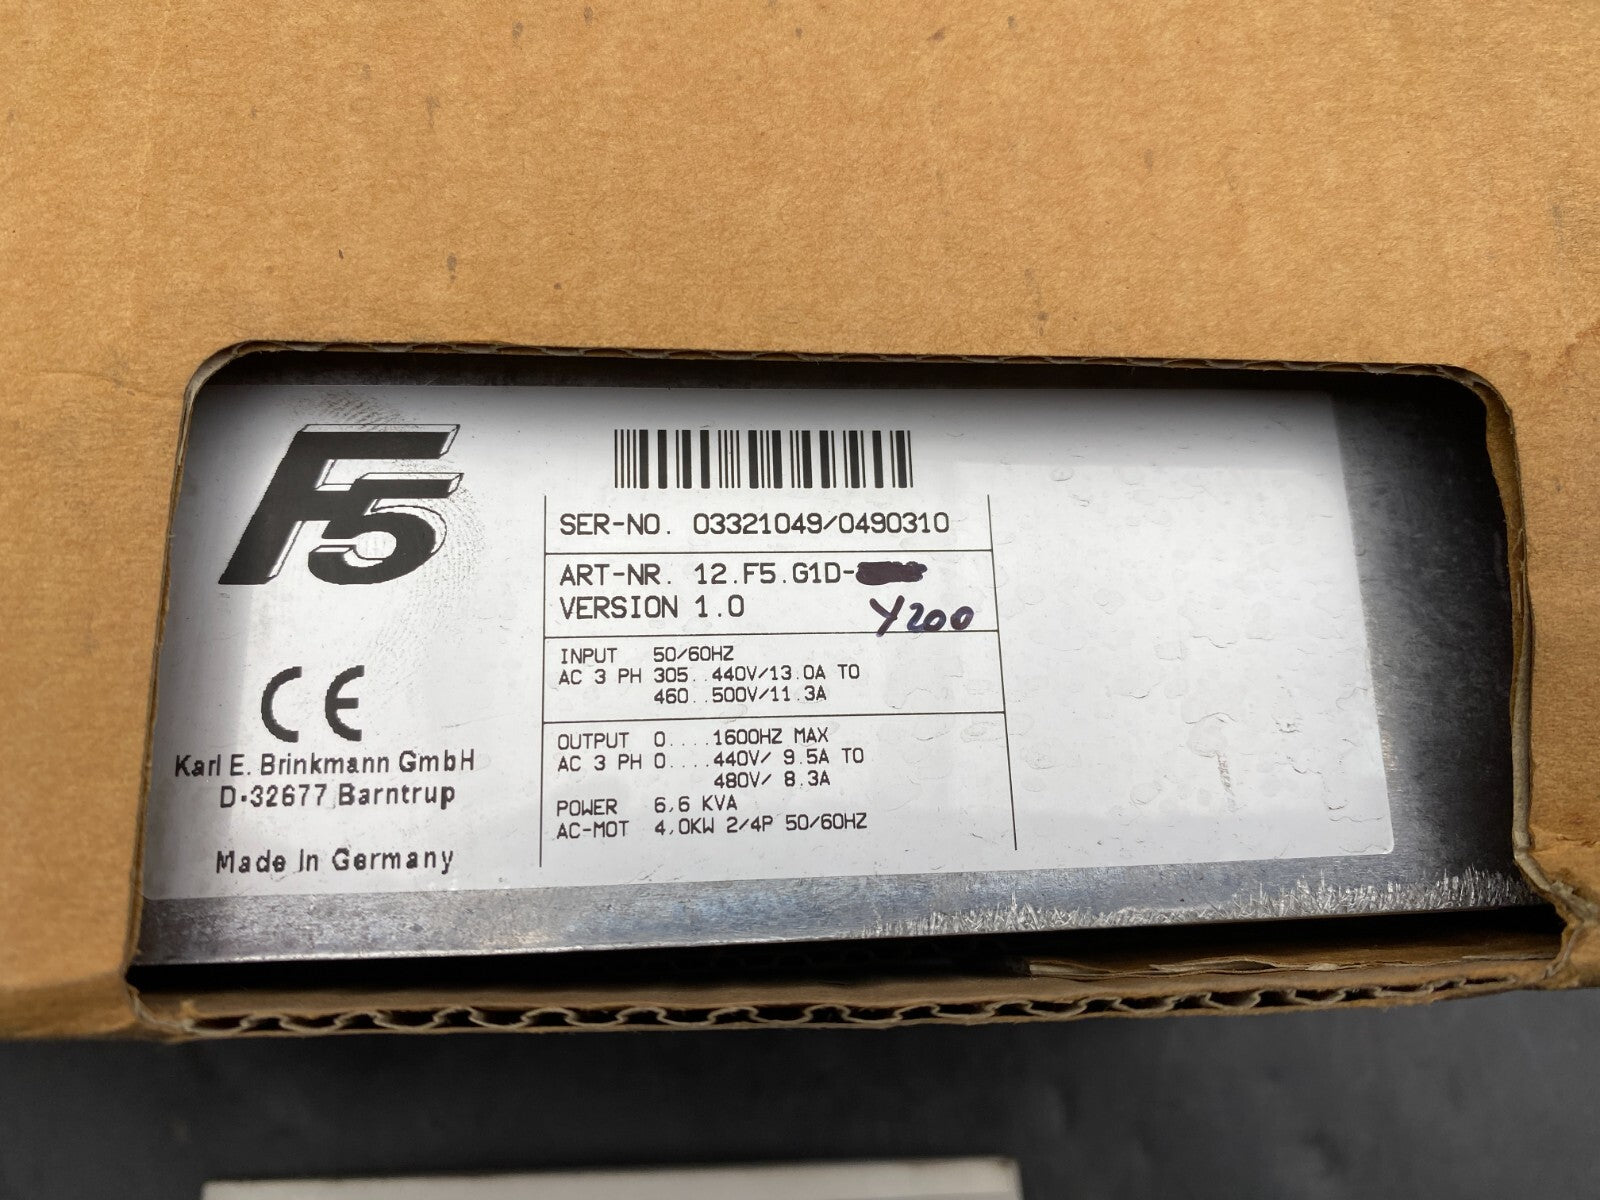 F5
SER-NO. 03321049/0490310
ART-NR. 12.F5.G1D-
VERSION 1.0 Y200
INPUT 50/60HZ
AC 3 PH 305..440V/13.0A TO
460..500V/11.3A
OUTPUT 0....1600HZ MAX
AC 3 PH 0....440V/ 9.5A TO
480V/ 8.3A
POWER 6,6 KVA
AC-MOT 4,0KW 2/4P 50/60HZ
CE
Karl E. Brinkmann GmbH
D-32677 Barntrup
Made In Germany